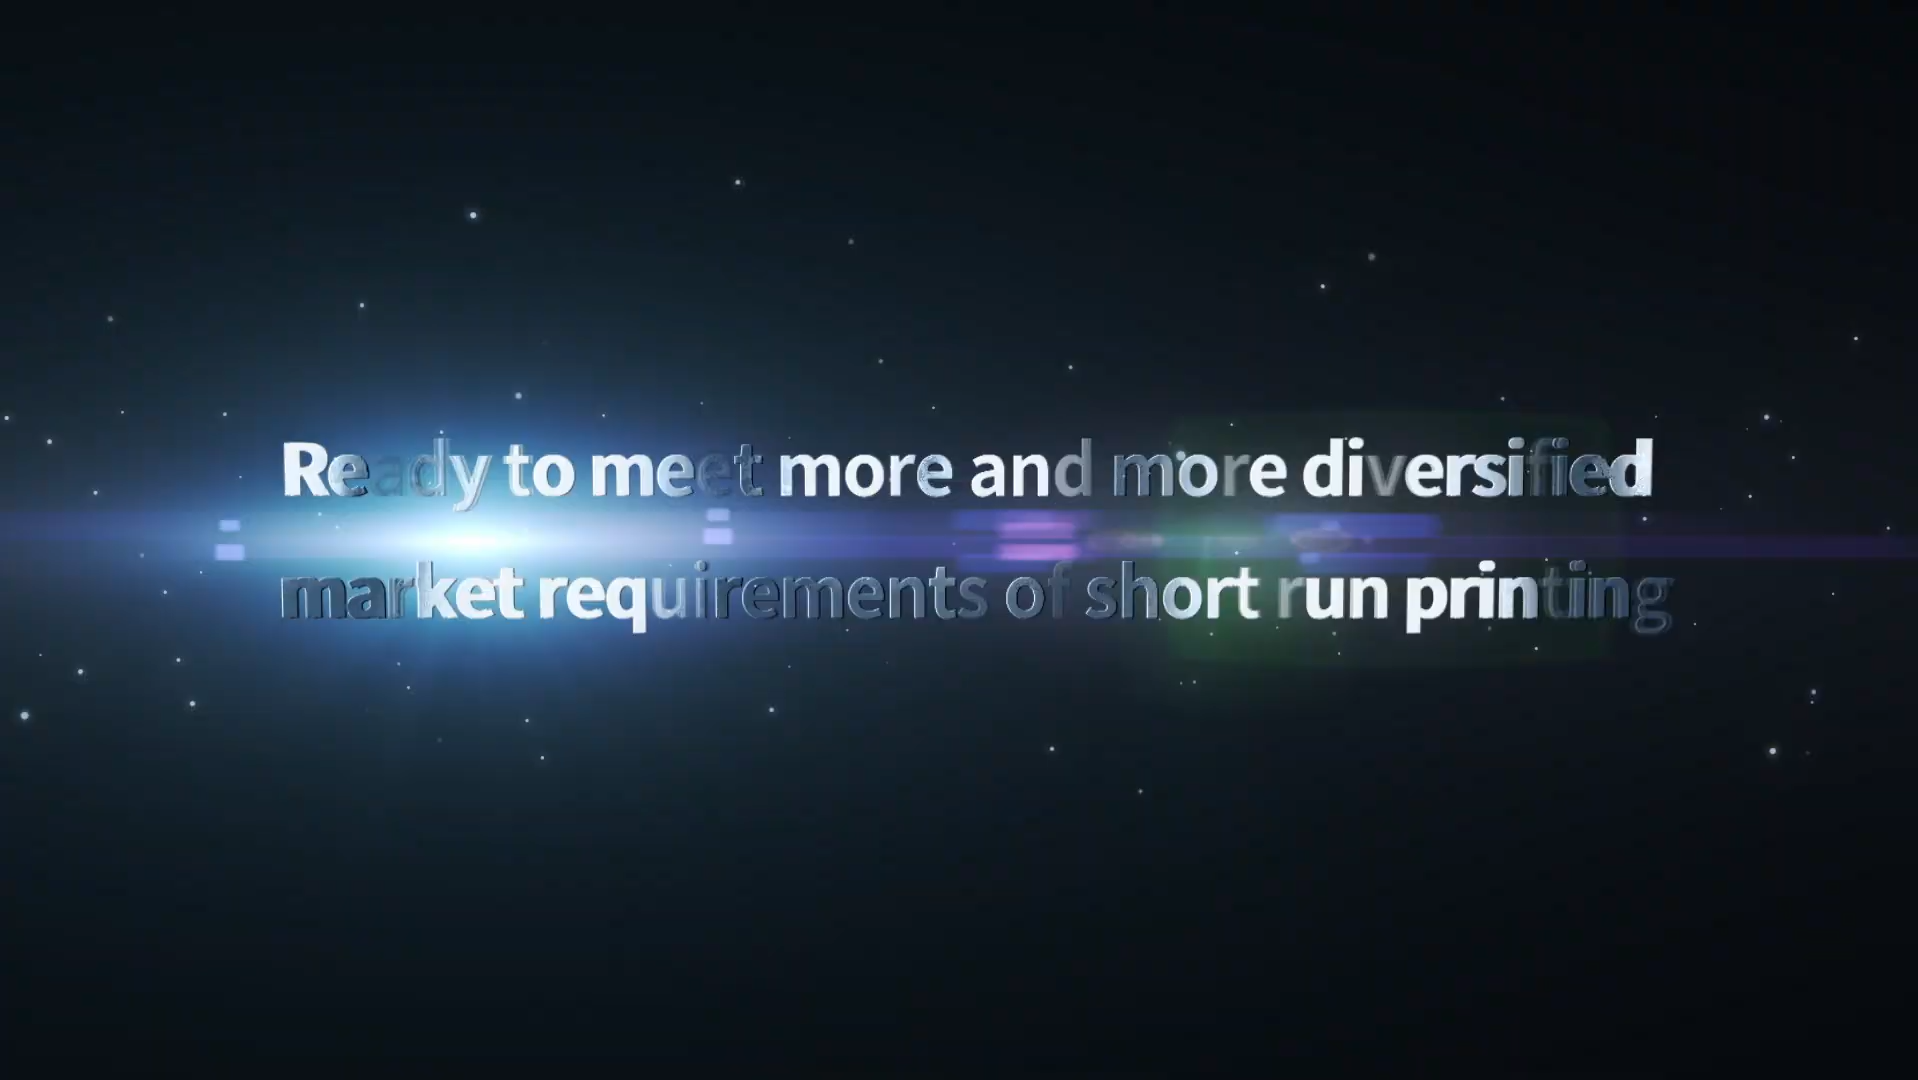 Ready to meet more and more diversified
market requirements of short run printing